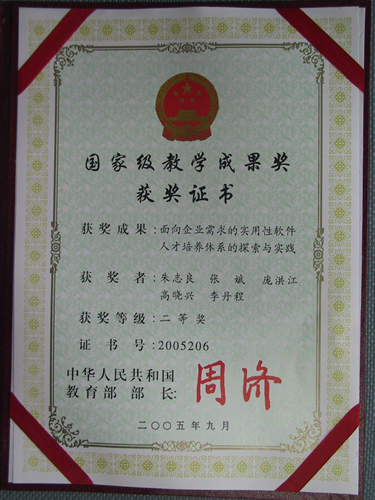 国家级教学成果奖
获奖证书
获奖成果:面向企业需求的实用性软件
人才培养体系的探索与实践
获奖者:朱志良 张斌 庞洪江
高晓兴 李丹程
获奖等级:二等奖
证书号:2005206
中华人民共和国
教育部部长:周济
二〇〇五年九月